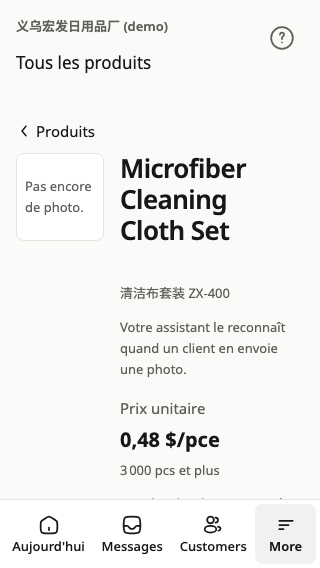 义乌宏发日用品厂 (demo)
Tous les produits
Produits
Pas encore
de photo.
Microfiber
Cleaning
Cloth Set
清洁布套装 ZX-400
Votre assistant le reconnaît
quand un client en envoie
une photo.
Prix unitaire
0,48 $/pce
3 000 pcs et plus
Aujourd'hui
Messages
Customers
More